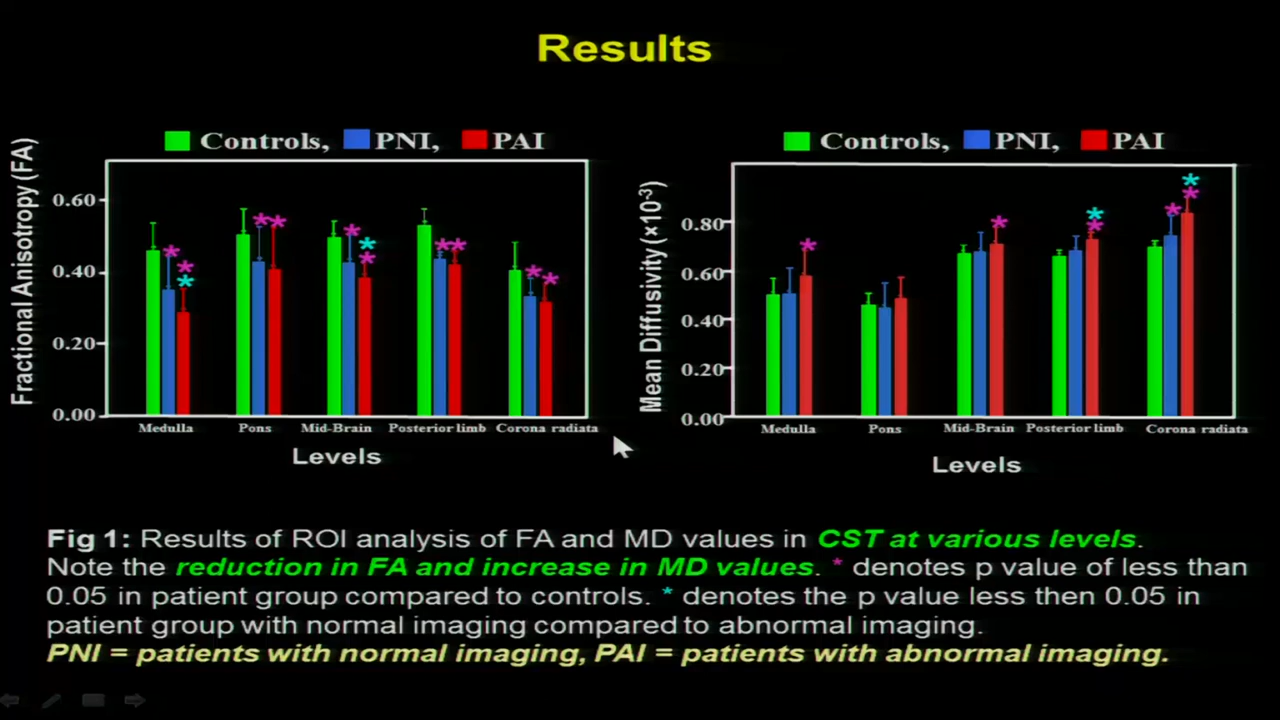 Results
Controls, PNI, PAI
Fractional Anisotropy (FA)
0.60
0.40
0.20
0.00
Medulla Pons Mid-Brain Posterior limb Corona radiata
Levels
Controls, PNI, PAI
Mean Diffusivity (×10-3)
0.80
0.60
0.40
0.20
0.00
Medulla Pons Mid-Brain Posterior limb Corona radiata
Levels
Fig 1: Results of ROI analysis of FA and MD values in CST at various levels.
Note the reduction in FA and increase in MD values. * denotes p value of less than
0.05 in patient group compared to controls. * denotes the p value less then 0.05 in
patient group with normal imaging compared to abnormal imaging.
PNI = patients with normal imaging, PAI = patients with abnormal imaging.